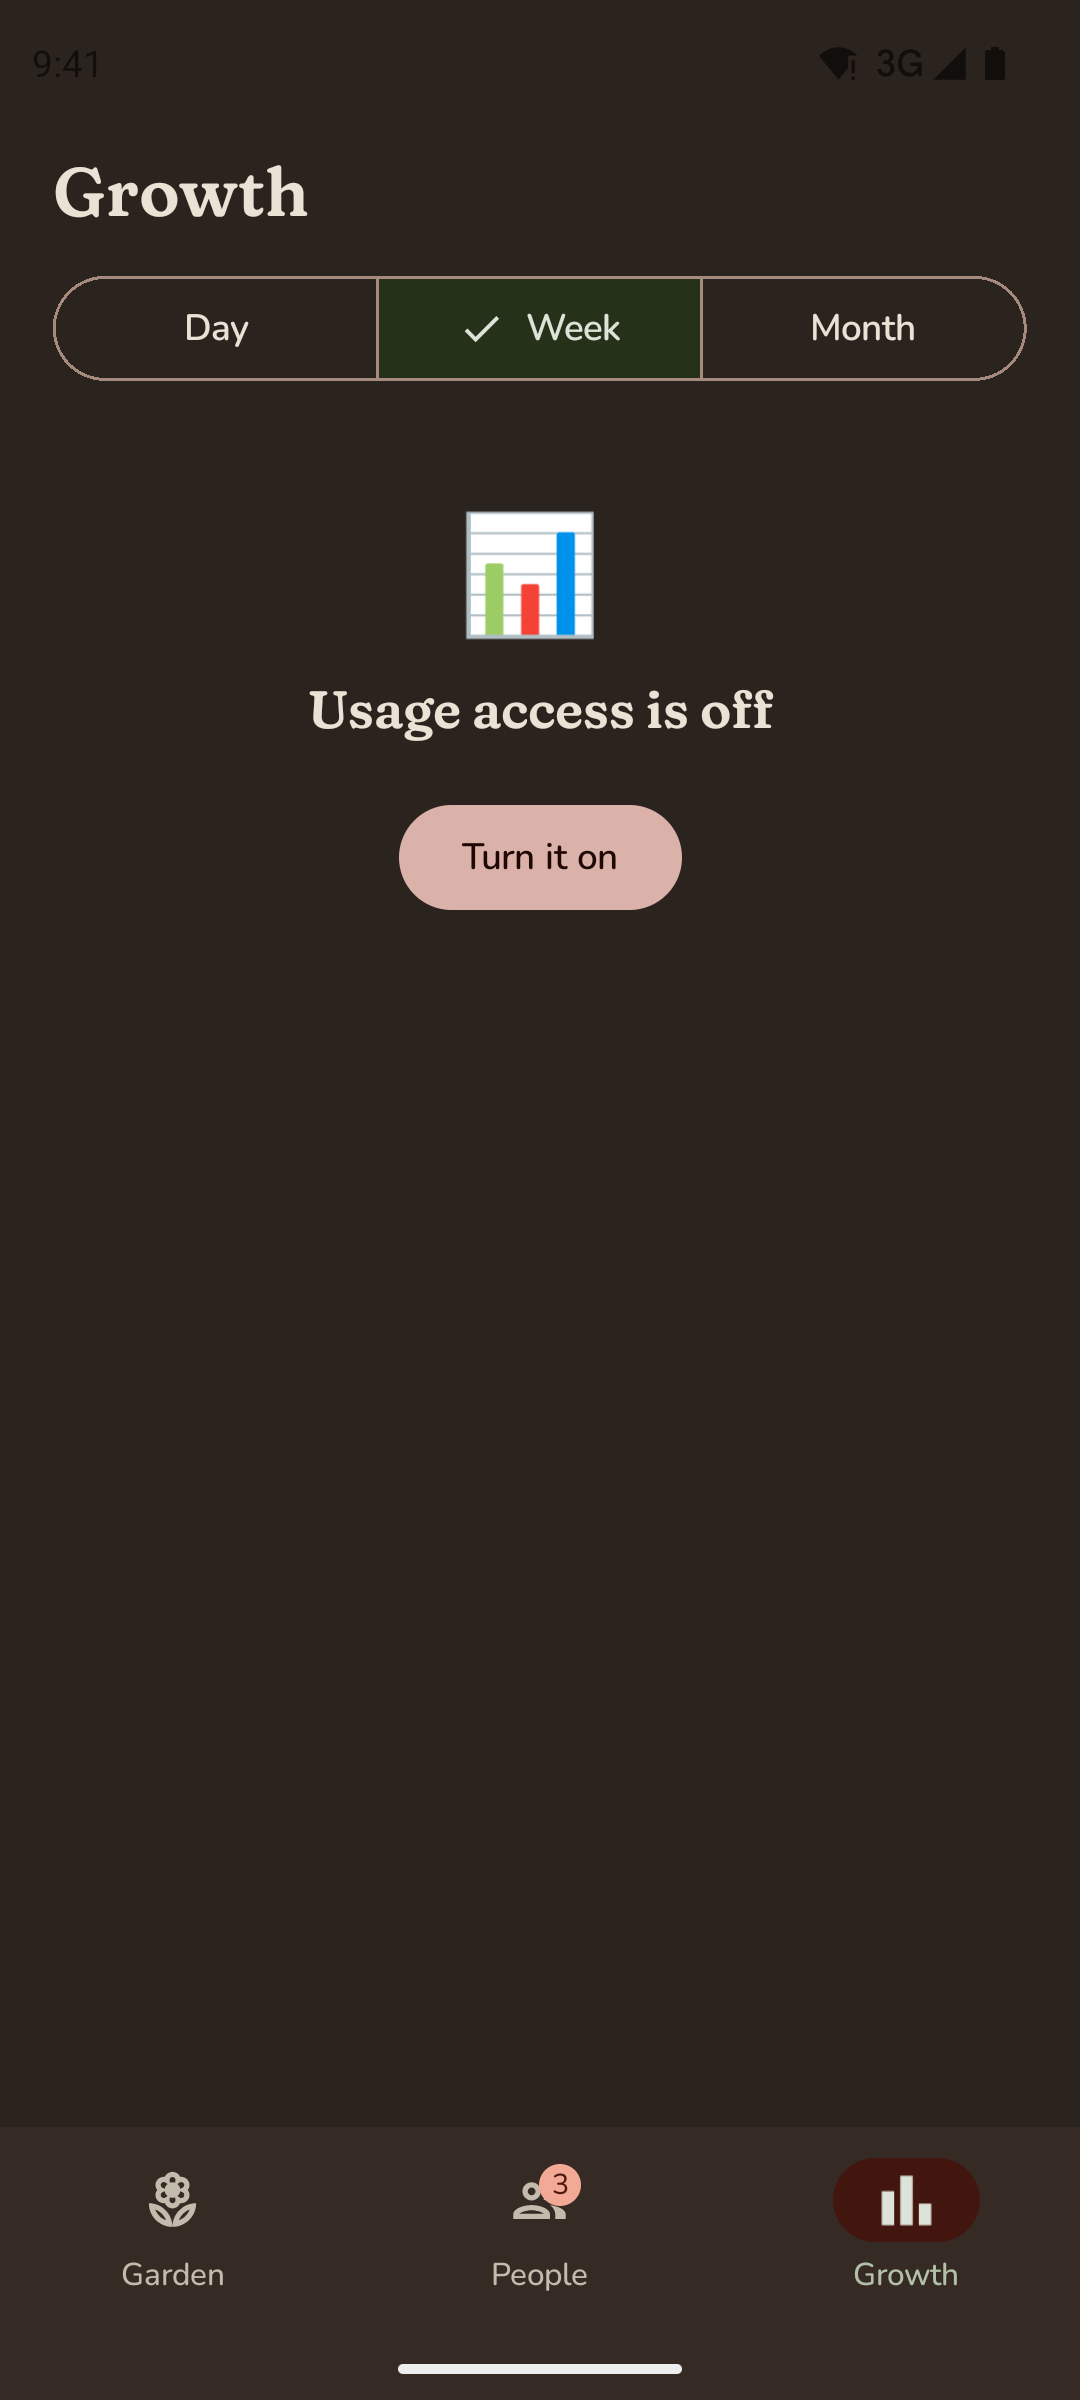 9:41
3G
Growth
Day
Week
Month
Usage access is off
Turn it on
3
Garden
People
Growth